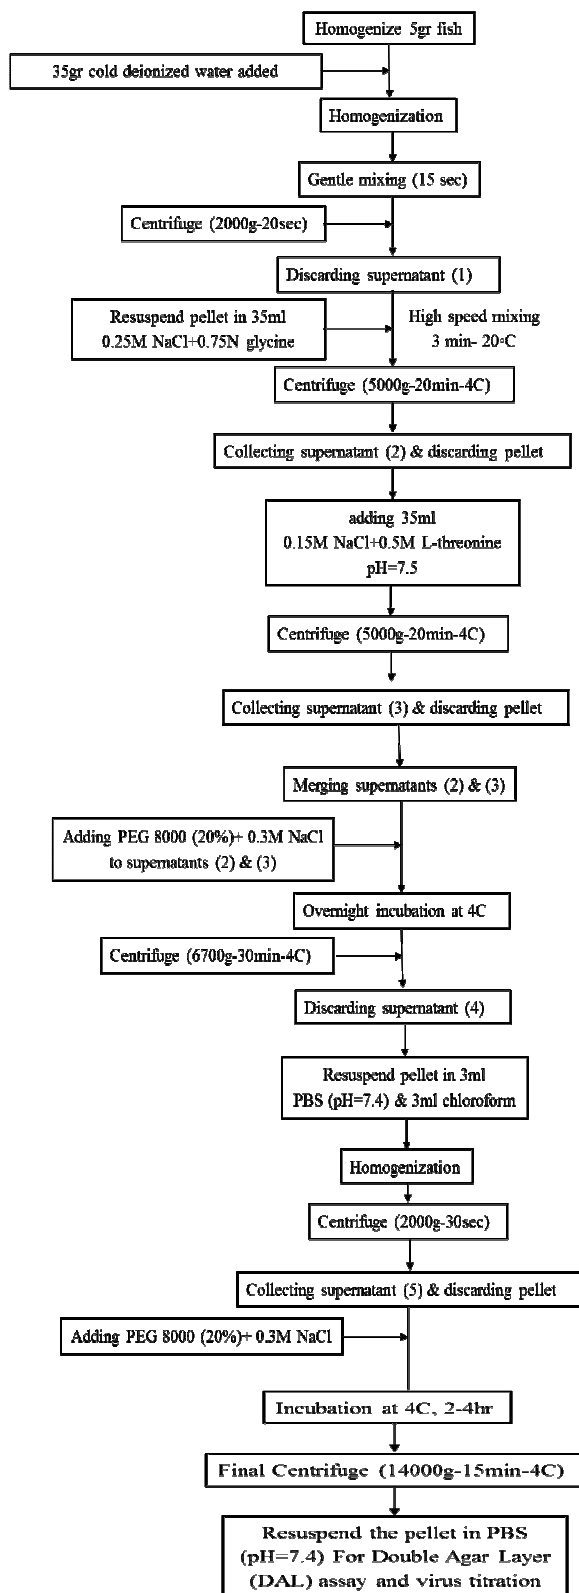 Homogenize 5gr fish
35gr cold deionized water added
Homogenization
Gentle mixing (15 sec)
Centrifuge (2000g-20sec)
Discarding supernatant (1)
Resuspend pellet in 35ml
0.25M NaCl+0.75N glycine
High speed mixing
3 min- 20°C
Centrifuge (5000g-20min-4C)
Collecting supernatant (2) & discarding pellet
adding 35ml
0.15M NaCl+0.5M L-threonine
pH=7.5
Centrifuge (5000g-20min-4C)
Collecting supernatant (3) & discarding pellet
Merging supernatants (2) & (3)
Adding PEG 8000 (20%)+ 0.3M NaCl
to supernatants (2) & (3)
Overnight incubation at 4C
Centrifuge (6700g-30min-4C)
Discarding supernatant (4)
Resuspend pellet in 3ml
PBS (pH=7.4) & 3ml chloroform
Homogenization
Centrifuge (2000g-30sec)
Collecting supernatant (5) & discarding pellet
Adding PEG 8000 (20%)+ 0.3M NaCl
Incubation at 4C, 2-4hr
Final Centrifuge (14000g-15min-4C)
Resuspend the pellet in PBS
(pH=7.4) For Double Agar Layer
(DAL) assay and virus titration